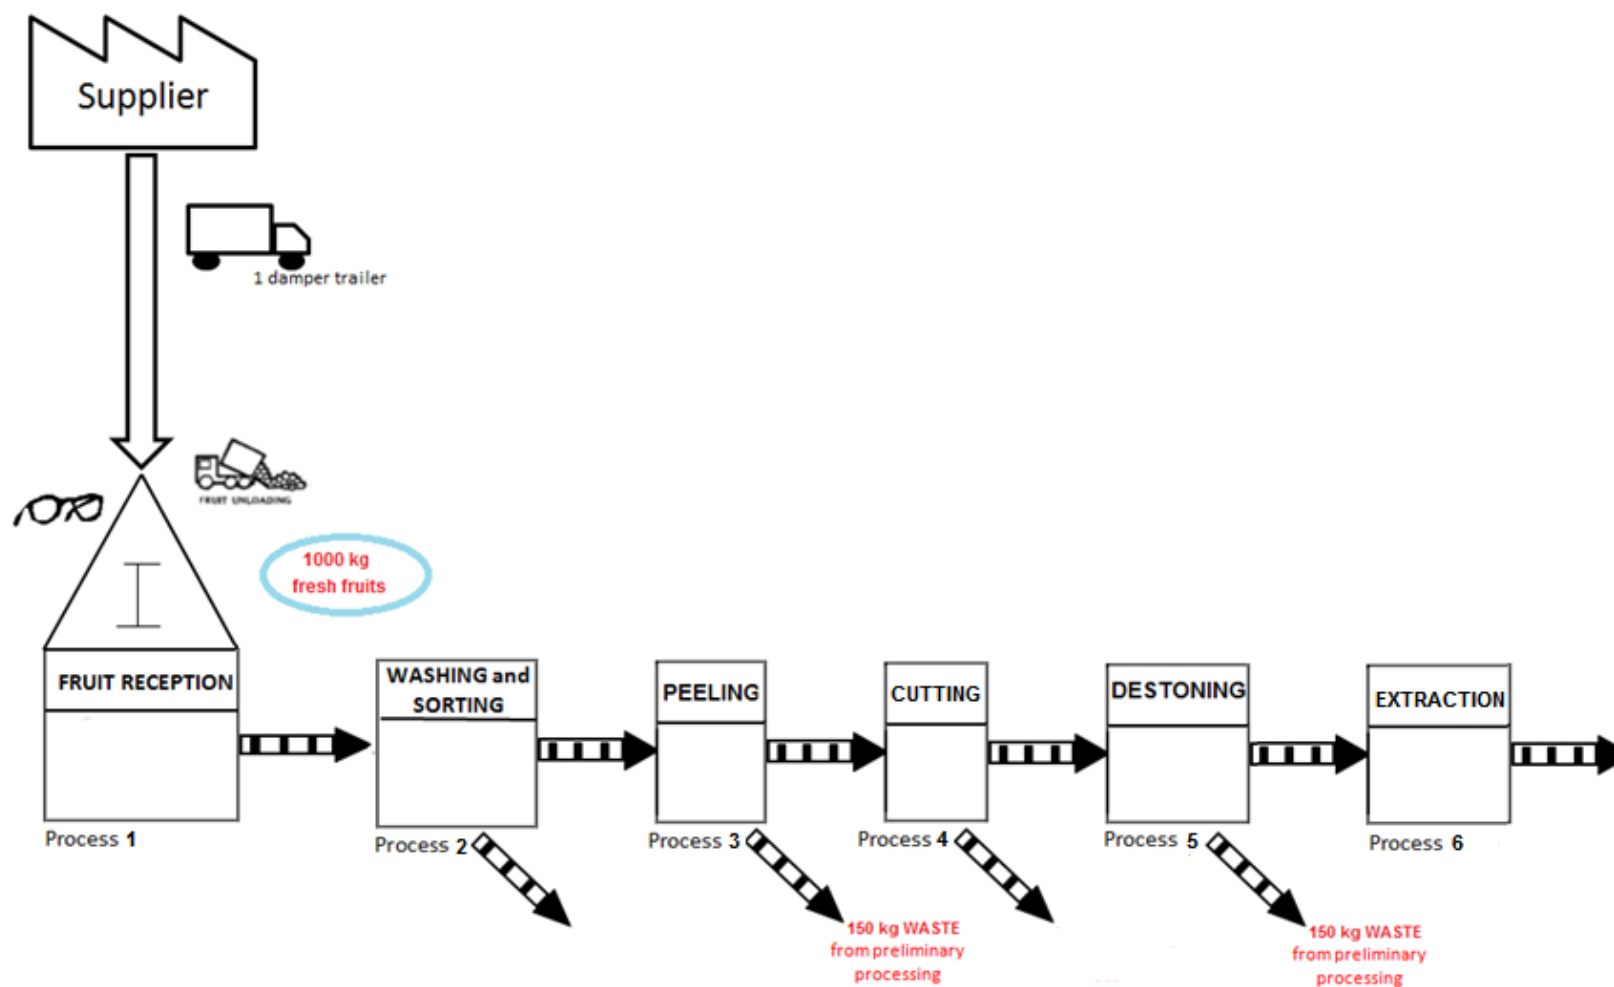 Supplier
1 damper trailer
FRUIT UNLOADING
1000 kg
fresh fruits
FRUIT RECEPTION
WASHING and
SORTING
PEELING
CUTTING
DESTONING
EXTRACTION
Process 1
Process 2
Process 3
Process 4
Process 5
Process 6
150 kg WASTE
from preliminary
processing
150 kg WASTE
from preliminary
processing